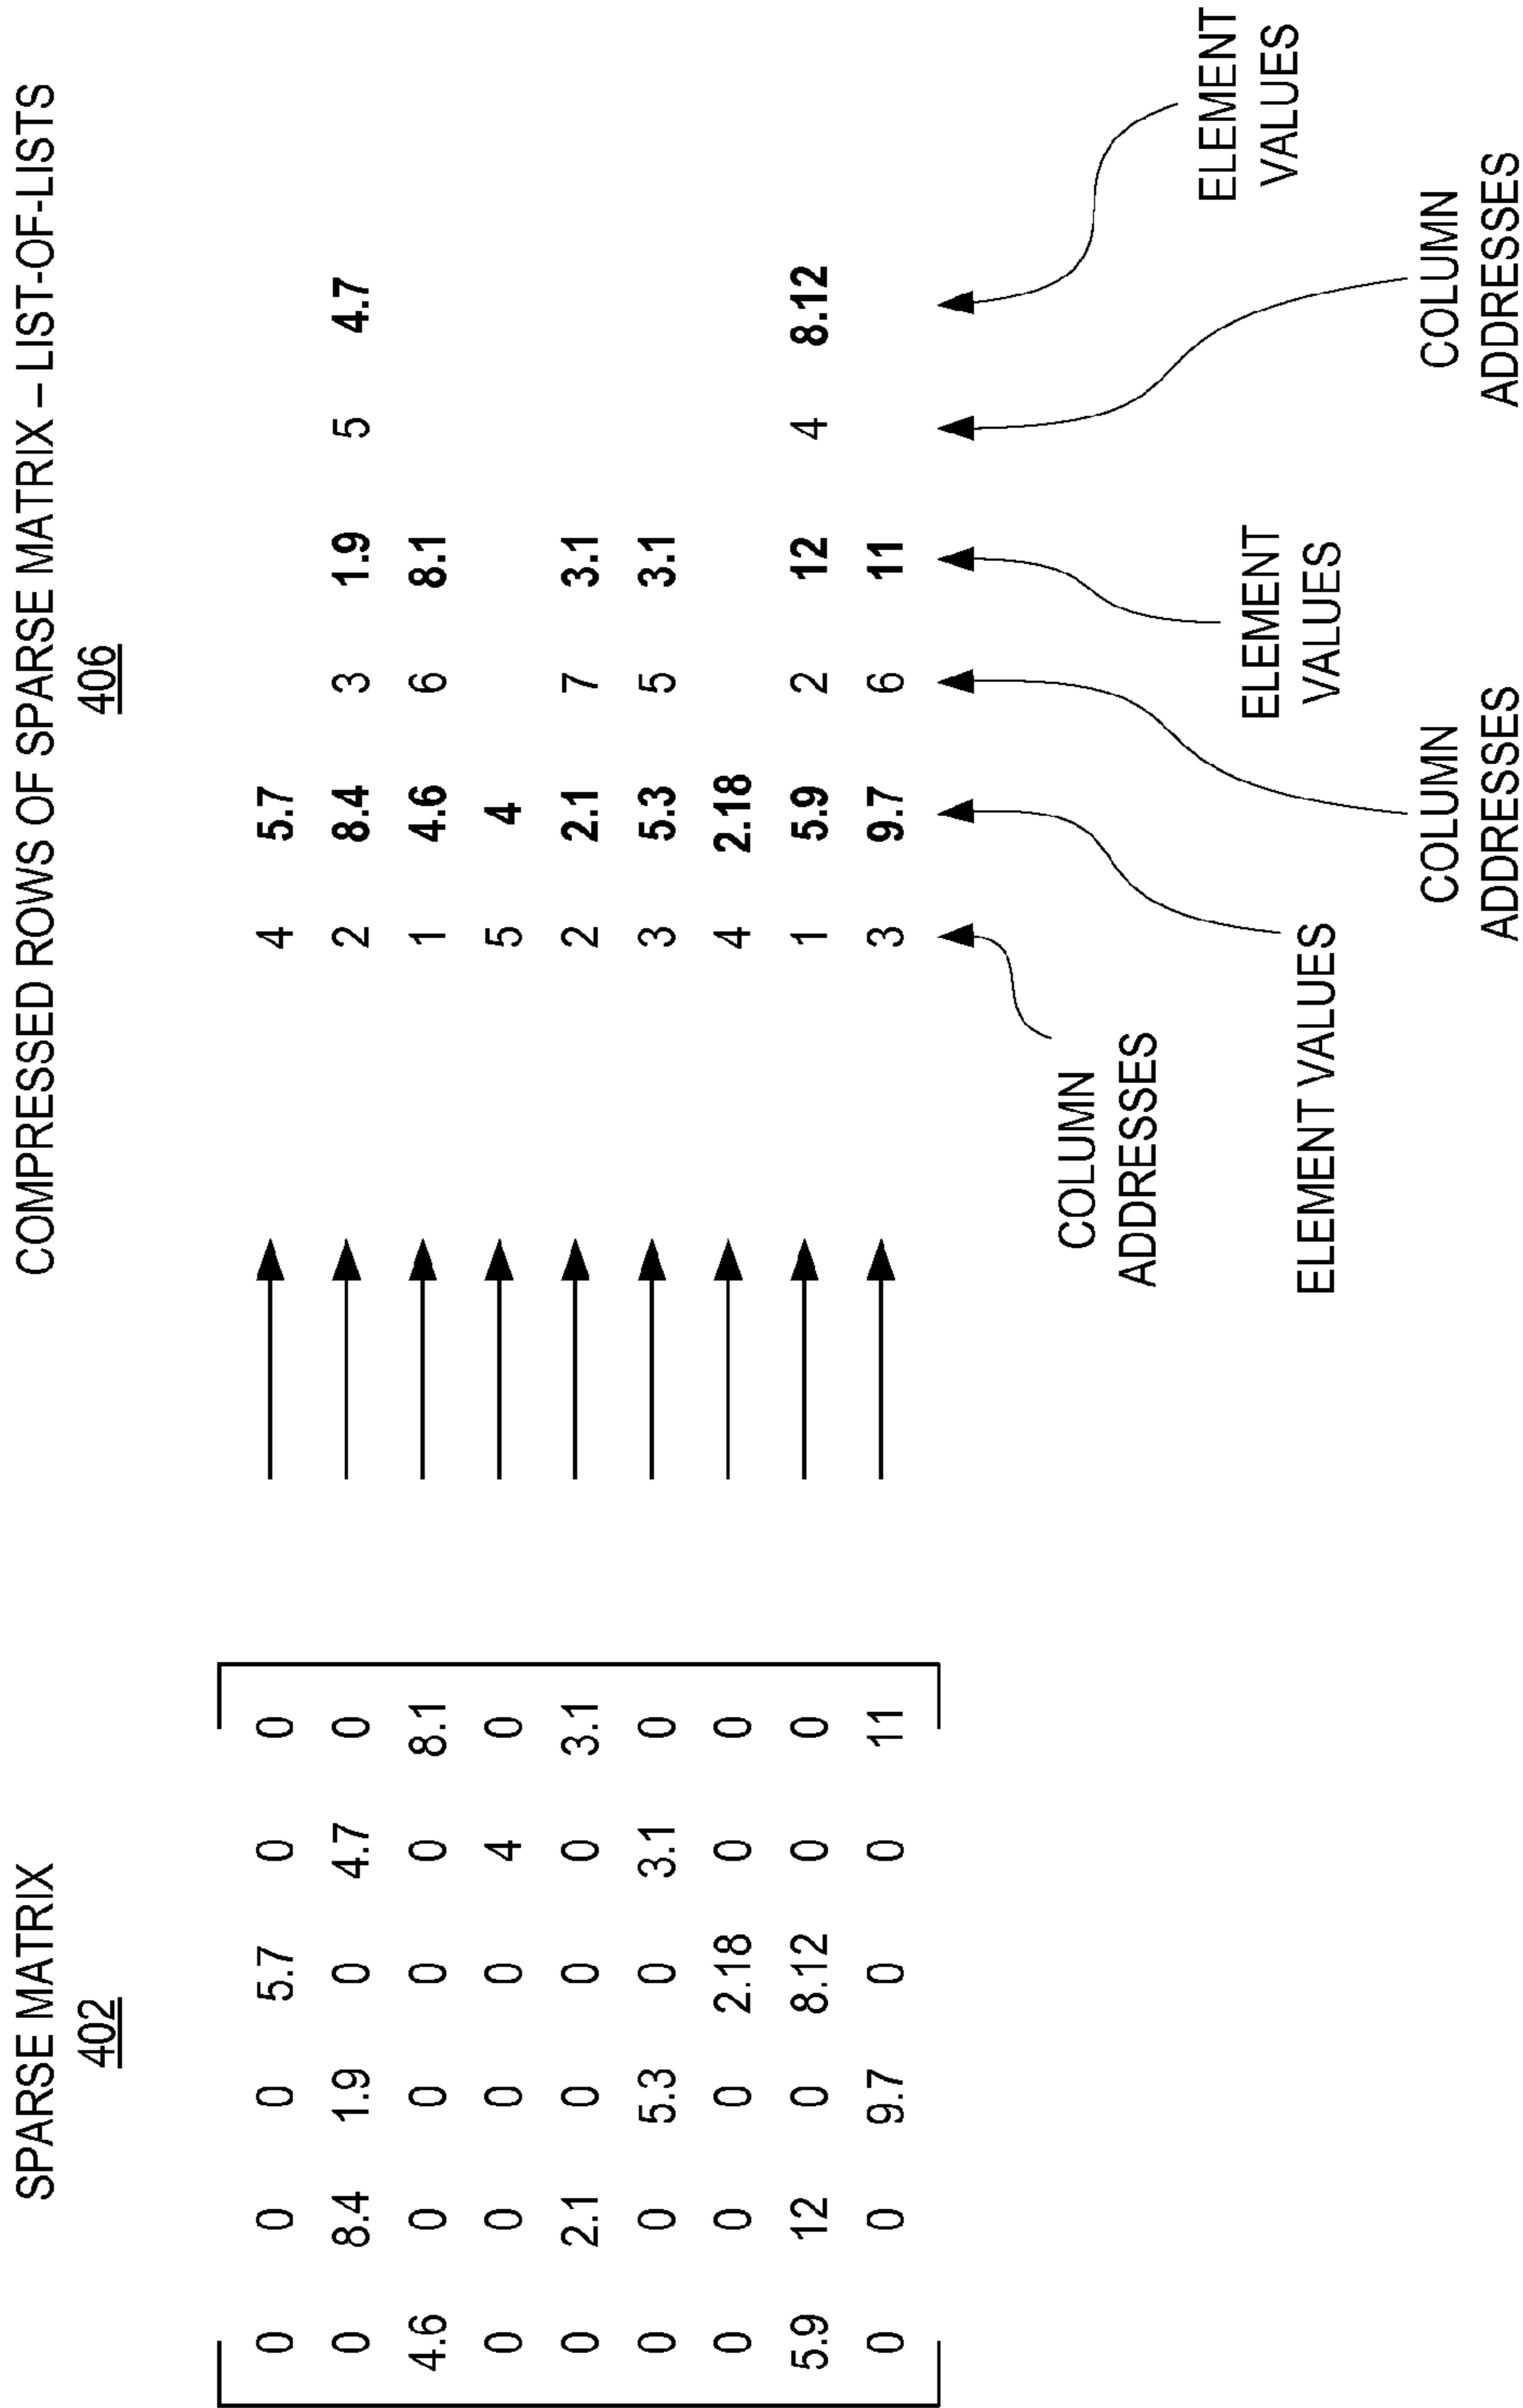 SPARSE MATRIX
402
0 0 0 5.7 0 0
0 8.4 1.9 0 4.7 0
4.6 0 0 0 0 8.1
0 0 0 0 4 0
0 2.1 0 0 0 3.1
0 0 5.3 0 3.1 0
0 0 0 2.18 0 0
5.9 12 0 8.12 0 0
0 0 9.7 0 0 11
COMPRESSED ROWS OF SPARSE MATRIX – LIST-OF-LISTS
406
4 5.7
2 8.4 3 1.9 5 4.7
1 4.6 6 8.1
5 4
2 2.1 7 3.1
3 5.3 5 3.1
4 2.18
1 5.9 2 12 4 8.12
3 9.7 6 11
COLUMN
ADDRESSES
ELEMENT VALUES
COLUMN
ADDRESSES
ELEMENT
VALUES
COLUMN
ADDRESSES
ELEMENT
VALUES